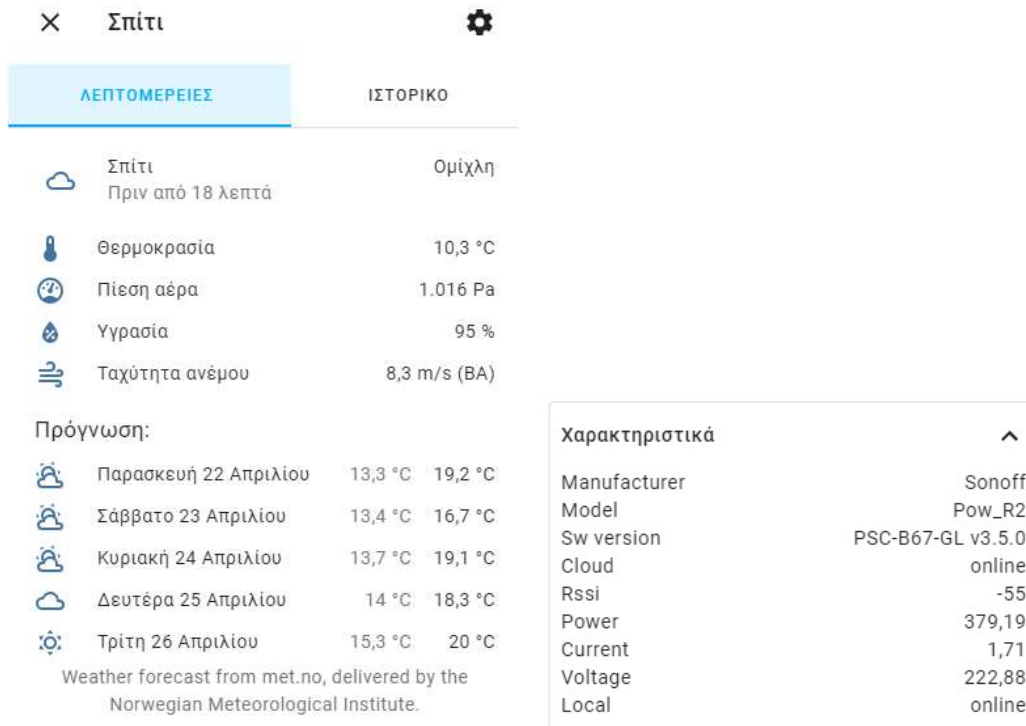 Σπίτι
ΛΕΠΤΟΜΕΡΕΙΕΣ ΙΣΤΟΡΙΚΟ
Σπίτι Ομίχλη
Πριν από 18 λεπτά
Θερμοκρασία 10,3 °C
Πίεση αέρα 1.016 Pa
Υγρασία 95 %
Ταχύτητα ανέμου 8,3 m/s (ΒΑ)
Πρόγνωση:
Παρασκευή 22 Απριλίου 13,3 °C 19,2 °C
Σάββατο 23 Απριλίου 13,4 °C 16,7 °C
Κυριακή 24 Απριλίου 13,7 °C 19,1 °C
Δευτέρα 25 Απριλίου 14 °C 18,3 °C
Τρίτη 26 Απριλίου 15,3 °C 20 °C
Weather forecast from met.no, delivered by the
Norwegian Meteorological Institute.
Χαρακτηριστικά
Manufacturer Sonoff
Model Pow_R2
Sw version PSC-B67-GL v3.5.0
Cloud online
Rssi -55
Power 379,19
Current 1,71
Voltage 222,88
Local online